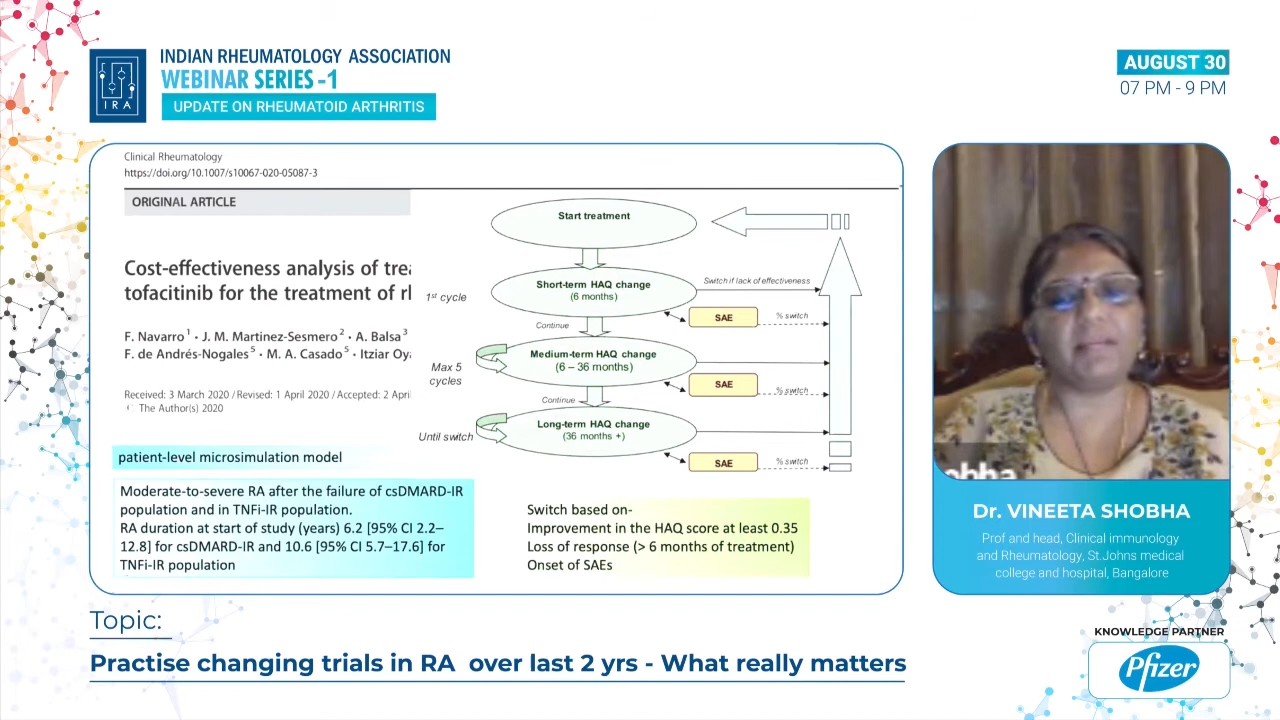 INDIAN RHEUMATOLOGY ASSOCIATION
WEBINAR SERIES -1
UPDATE ON RHEUMATOID ARTHRITIS
IRA
AUGUST 30
07 PM - 9 PM
Clinical Rheumatology
https://doi.org/10.1007/s10067-020-05087-3
ORIGINAL ARTICLE
Cost-effectiveness analysis of
tofacitinib for the treatment of
F. Navarro 1 · J. M. Martinez-Sesmero 2 · A. Balsa 3
F. de Andrés-Nogales 5 · M. A. Casado 5 · Itziar
Received: 3 March 2020 / Revised: 1 April 2020 / Accepted: 2 Apri
The Author(s) 2020
patient-level microsimulation model
Moderate-to-severe RA after the failure of csDMARD-IR
population and in TNFi-IR population.
RA duration at start of study (years) 6.2 [95% CI 2.2–
12.8] for csDMARD-IR and 10.6 [95% CI 5.7–17.6] for
TNFi-IR population
Start treatment
1st cycle
Short-term HAQ change
(6 months)
Switch if lack of effectiveness
SAE
% switch
Continue
Max 5
cycles
Medium-term HAQ change
(6 – 36 months)
SAE
% switch
Continue
Until switch
Long-term HAQ change
(36 months +)
SAE
% switch
Switch based on-
Improvement in the HAQ score at least 0.35
Loss of response (> 6 months of treatment)
Onset of SAEs
Dr. VINEETA SHOBHA
Prof and head, Clinical immunology
and Rheumatology, St.Johns medical
college and hospital, Bangalore
Topic:
Practise changing trials in RA over last 2 yrs - What really matters
KNOWLEDGE PARTNER
Pfizer